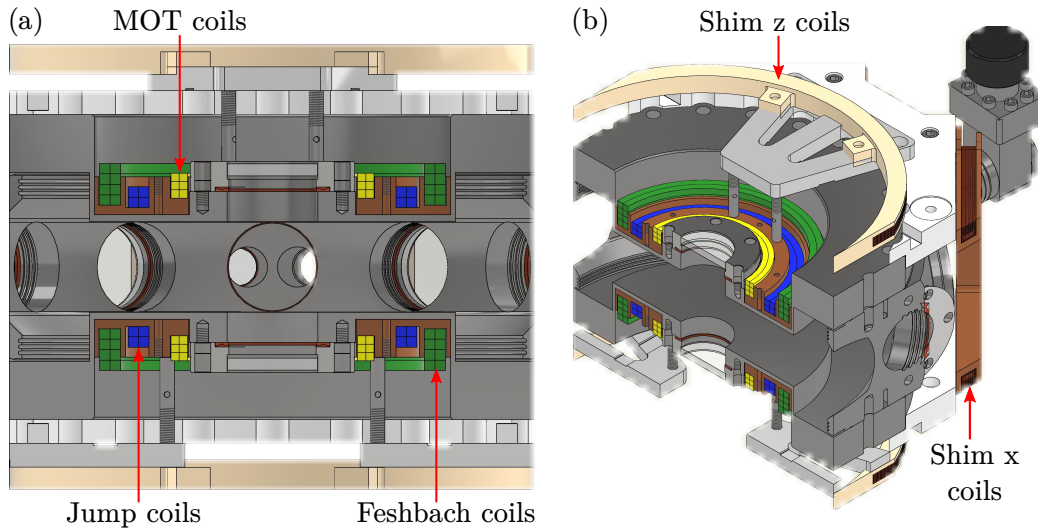 (a)
MOT coils
(b)
Shim z coils
Jump coils
Feshbach coils
Shim x
coils